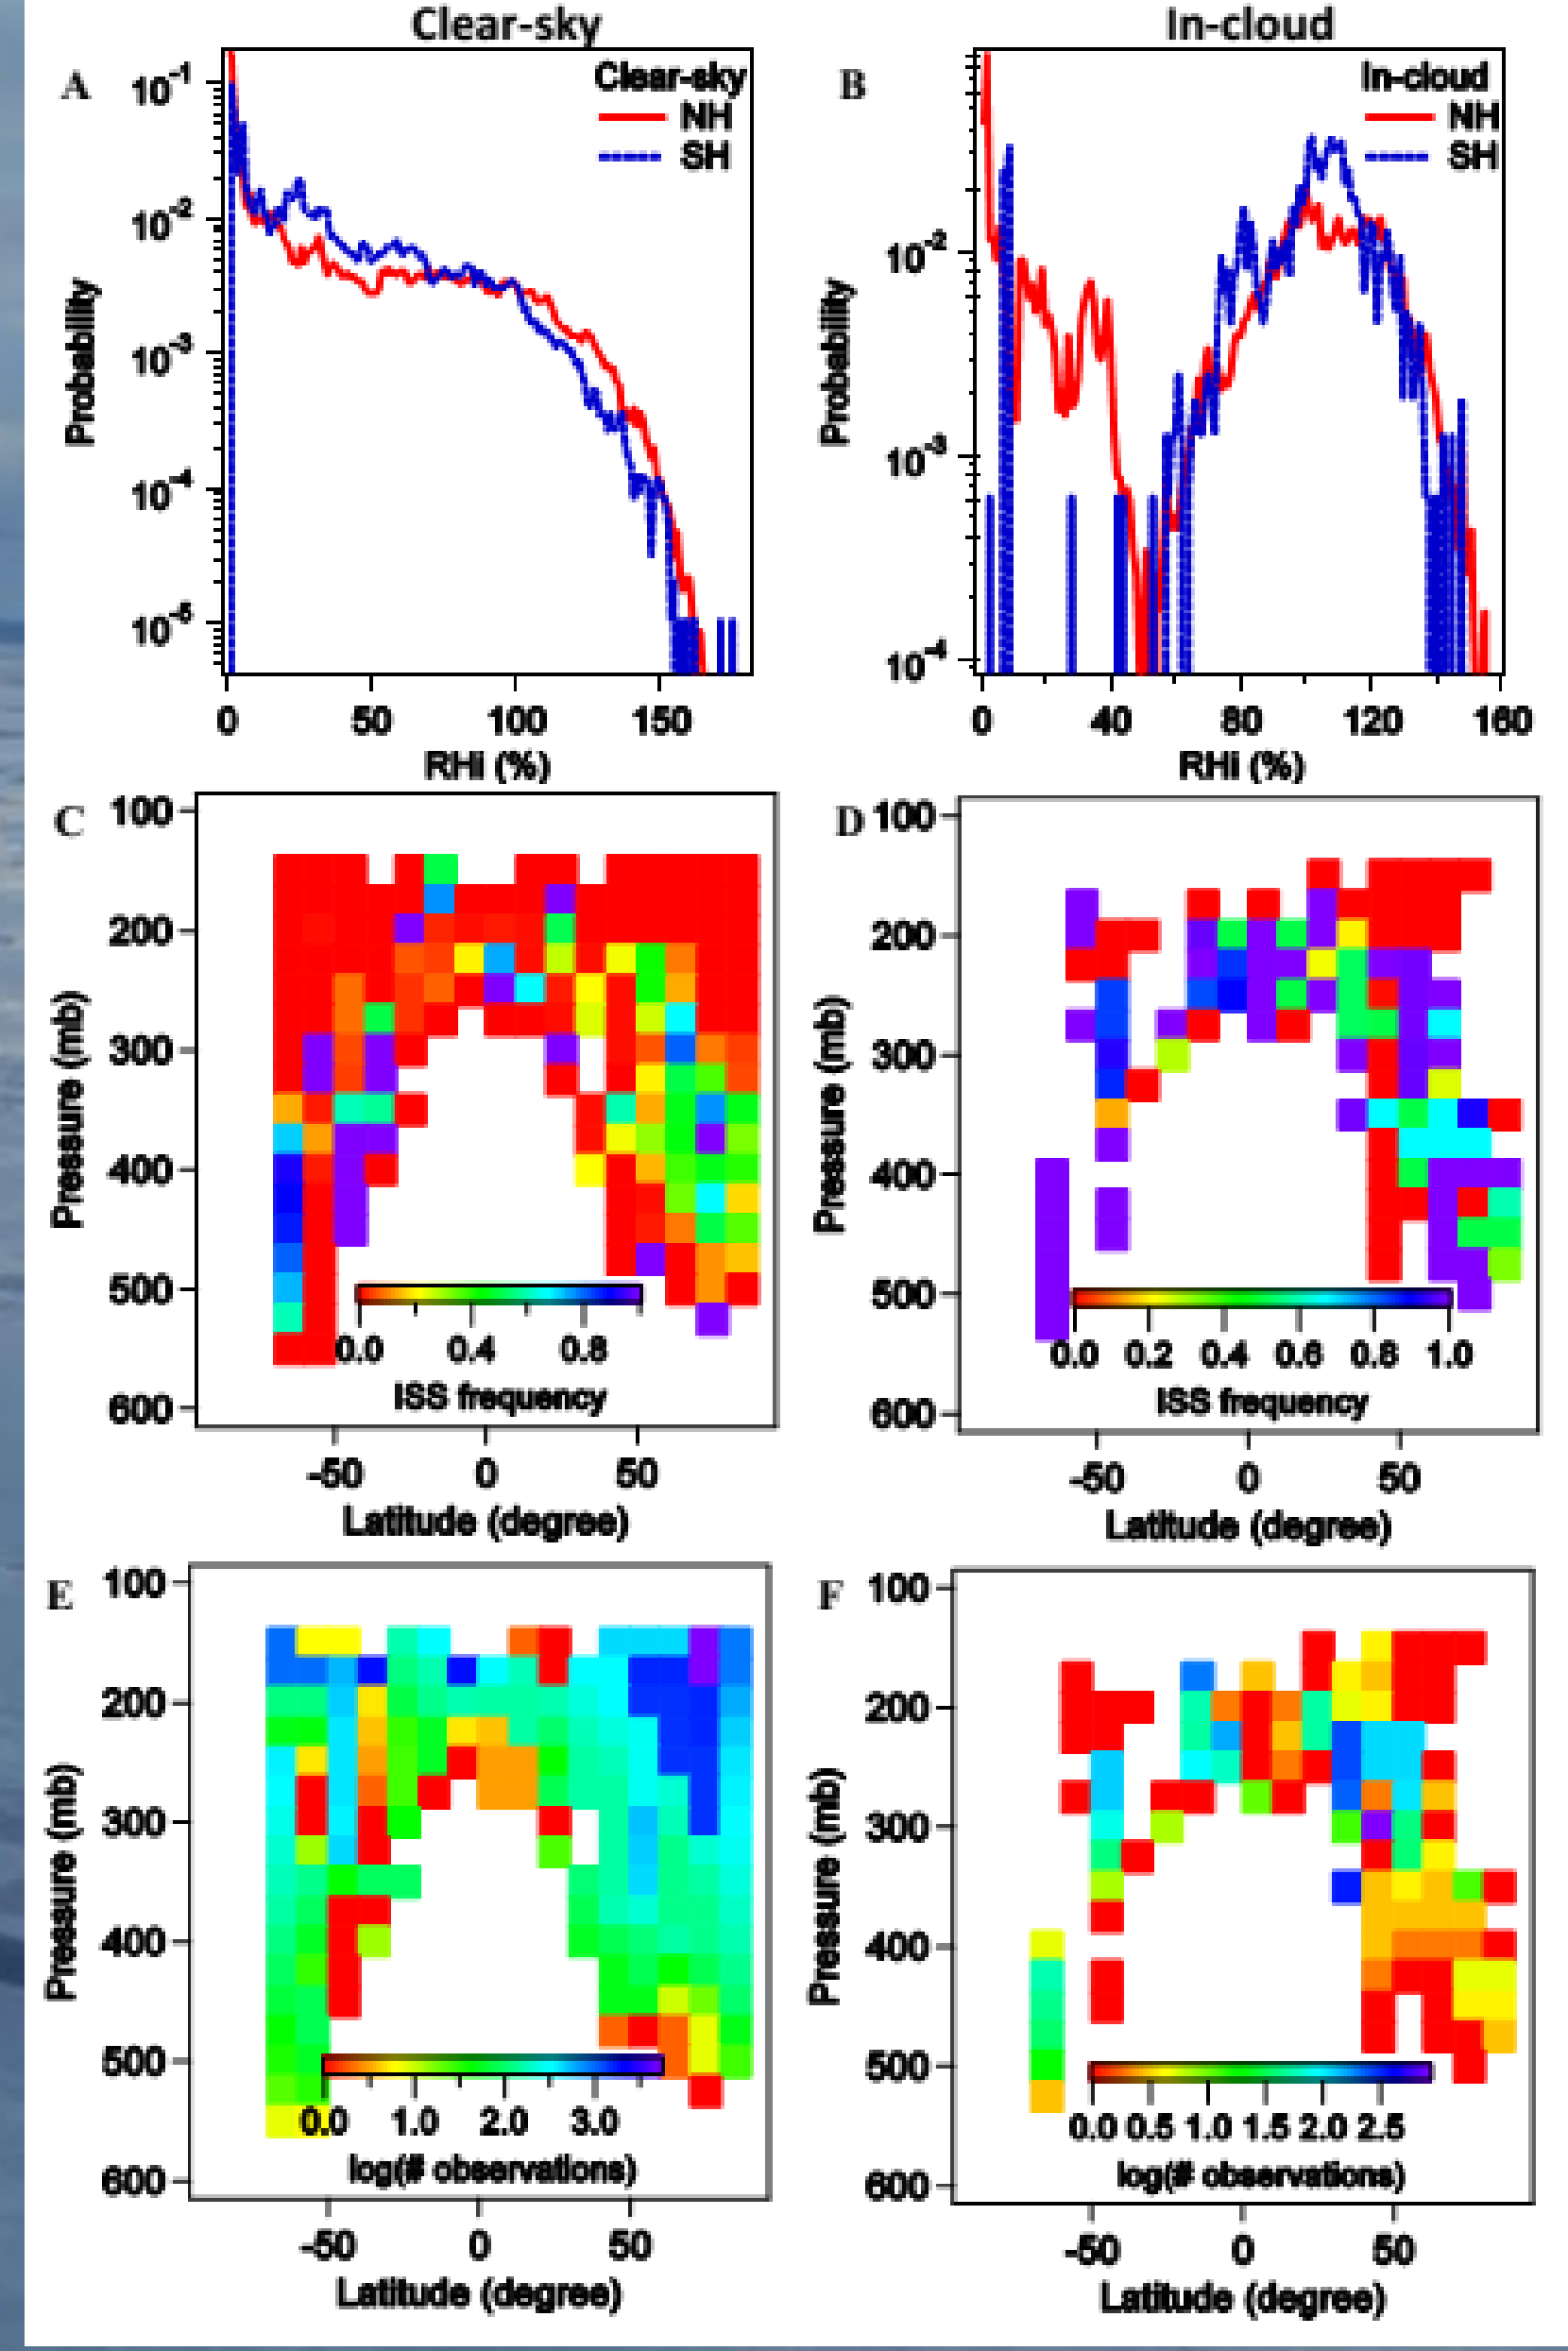 Clear-sky
In-cloud
A
Clear-sky
NH
SH
10-1
10-2
10-3
10-4
10-5
Probability
0 50 100 150
RHi (%)
B
In-cloud
NH
SH
10-2
10-3
10-4
Probability
0 40 80 120 160
RHi (%)
C
100
200
300
400
500
600
Pressure (mb)
0.0 0.4 0.8
ISS frequency
-50 0 50
Latitude (degree)
D
100
200
300
400
500
600
Pressure (mb)
0.0 0.2 0.4 0.6 0.8 1.0
ISS frequency
-50 0 50
Latitude (degree)
E
100
200
300
400
500
600
Pressure (mb)
0.0 1.0 2.0 3.0
log(# observations)
-50 0 50
Latitude (degree)
F
100
200
300
400
500
600
Pressure (mb)
0.0 0.5 1.0 1.5 2.0 2.5
log(# observations)
-50 0 50
Latitude (degree)